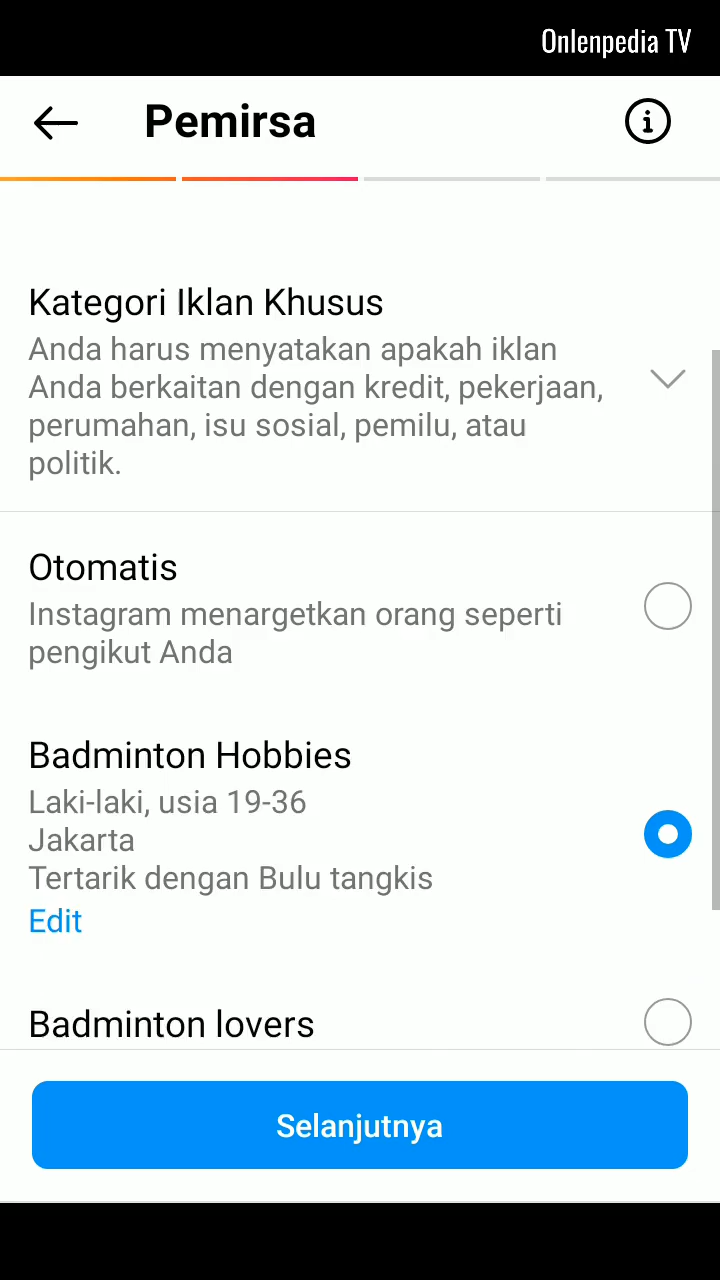 Onlenpedia TV
Pemirsa
Kategori Iklan Khusus
Anda harus menyatakan apakah iklan
Anda berkaitan dengan kredit, pekerjaan,
perumahan, isu sosial, pemilu, atau
politik.
Otomatis
Instagram menargetkan orang seperti
pengikut Anda
Badminton Hobbies
Laki-laki, usia 19-36
Jakarta
Tertarik dengan Bulu tangkis
Edit
Badminton lovers
Selanjutnya